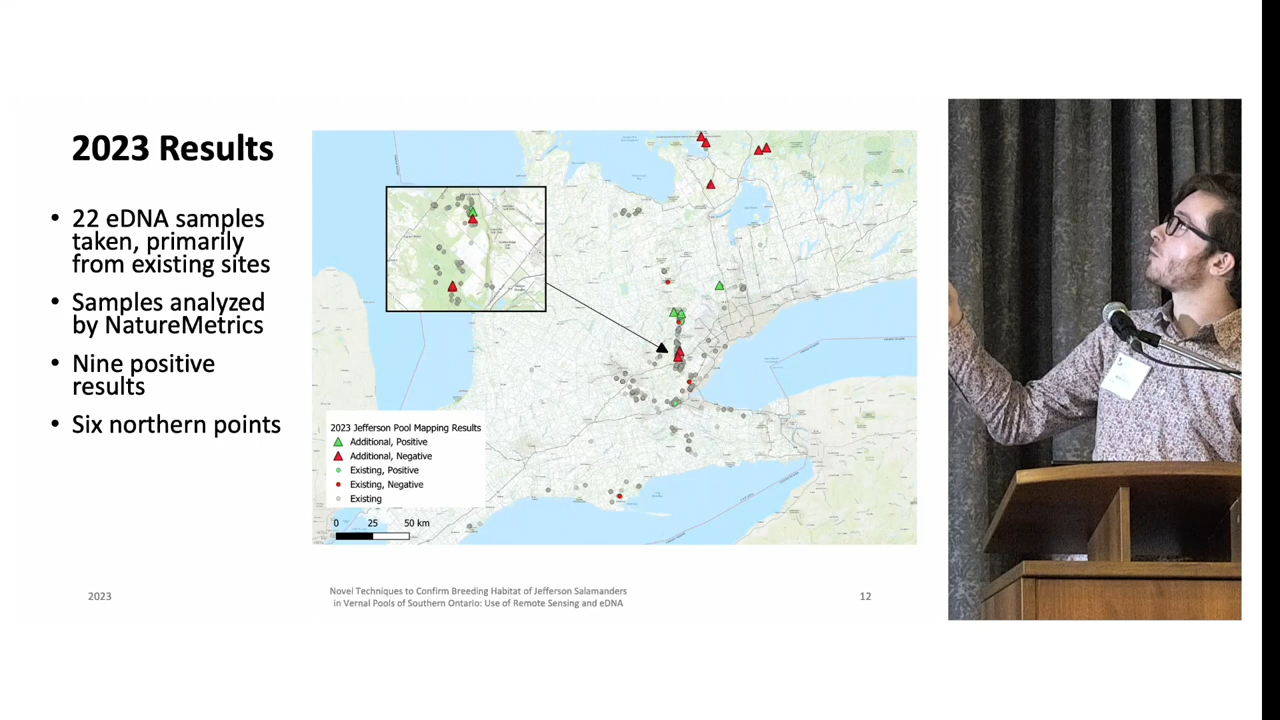 2023 Results
• 22 eDNA samples
taken, primarily
from existing sites
• Samples analyzed
by NatureMetrics
• Nine positive
results
• Six northern points
2023 Jefferson Pool Mapping Results
Additional, Positive
Additional, Negative
Existing, Positive
Existing, Negative
Existing
0 25 50 km
2023
Novel Techniques to Confirm Breeding Habitat of Jefferson Salamanders
in Vernal Pools of Southern Ontario: Use of Remote Sensing and eDNA
12